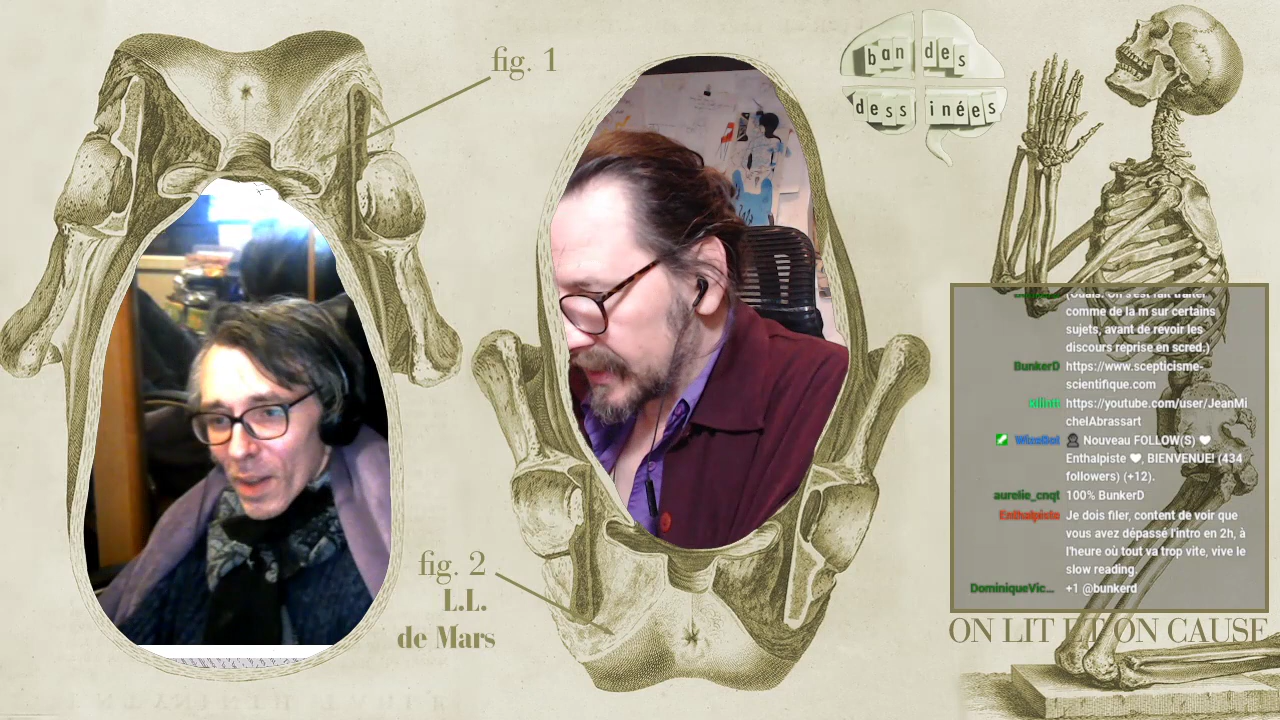 fig. 1
ban des
dess inées
(Ouais. On s'est fait traiter
comme de la m sur certains
sujets, avant de revoir les
discours reprise en scred.)
BunkerD https://www.scepticisme-
scientifique.com
https://youtube.com/user/JeanMi
chelAbrassart
WizeBot Nouveau FOLLOW(S)
Enthalpiste, BIENVENUE! (434
followers) (+12).
aurelie_cnqt 100% BunkerD
Enthalpiste Je dois filer, content de voir que
vous avez dépassé l'intro en 2h, à
l'heure où tout va trop vite, vive le
slow reading.
DominiqueVic... +1 @bunkerd
fig. 2
L.L.
de Mars
ON LIT ET ON CAUSE